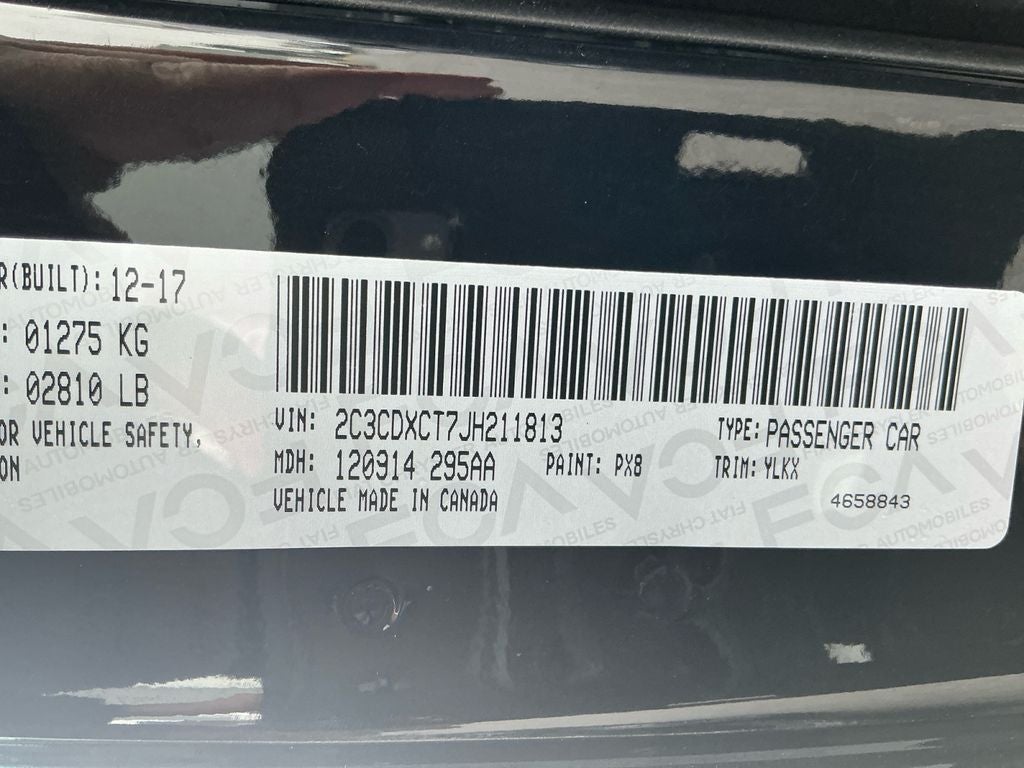 R(BUILT): 12-17
: 01275 KG
: 02810 LB
OR VEHICLE SAFETY,
ON
VIN: 2C3CDXCT7JH211813
TYPE: PASSENGER CAR
MDH: 120914 295AA PAINT: PX8 TRIM: YLKX
VEHICLE MADE IN CANADA
4658843